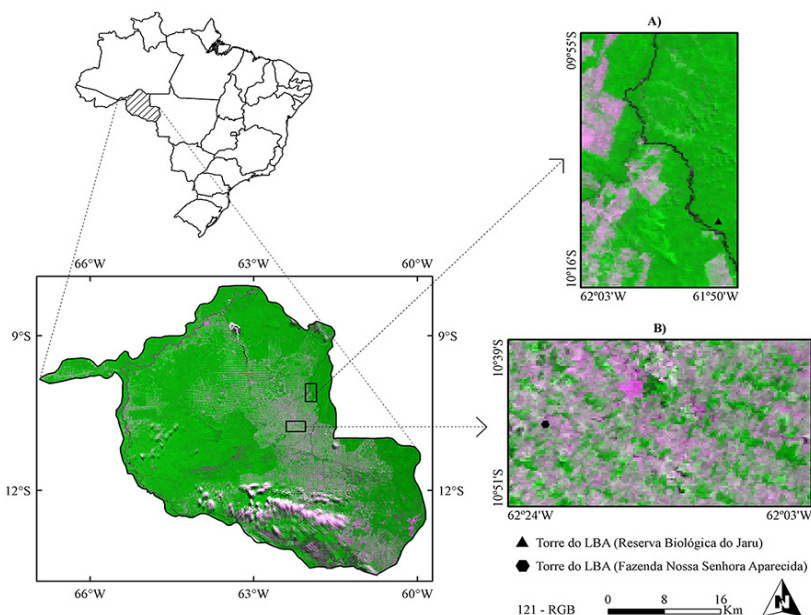 A)
09°55'S
10°16'S
62°03'W
61°50'W
66°W
63°W
60°W
9°S
9°S
12°S
12°S
66°W
63°W
60°W
B)
10°39'S
10°51'S
62°24'W
62°03'W
Torre do LBA (Reserva Biológica do Jaru)
Torre do LBA (Fazenda Nossa Senhora Aparecida)
121 - RGB
0 8 16
Km
N